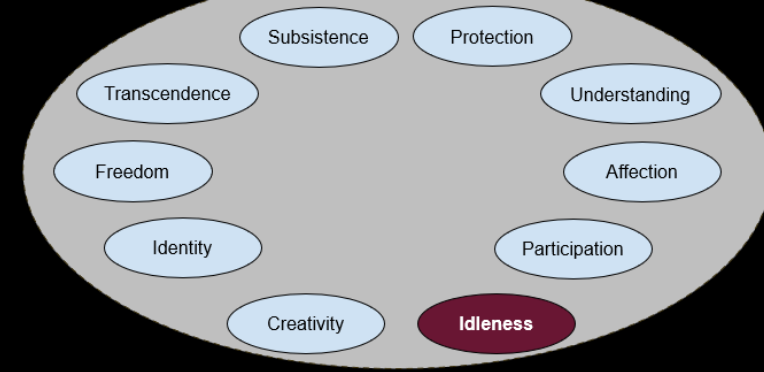 Subsistence
Protection
Transcendence
Understanding
Freedom
Affection
Identity
Participation
Creativity
Idleness